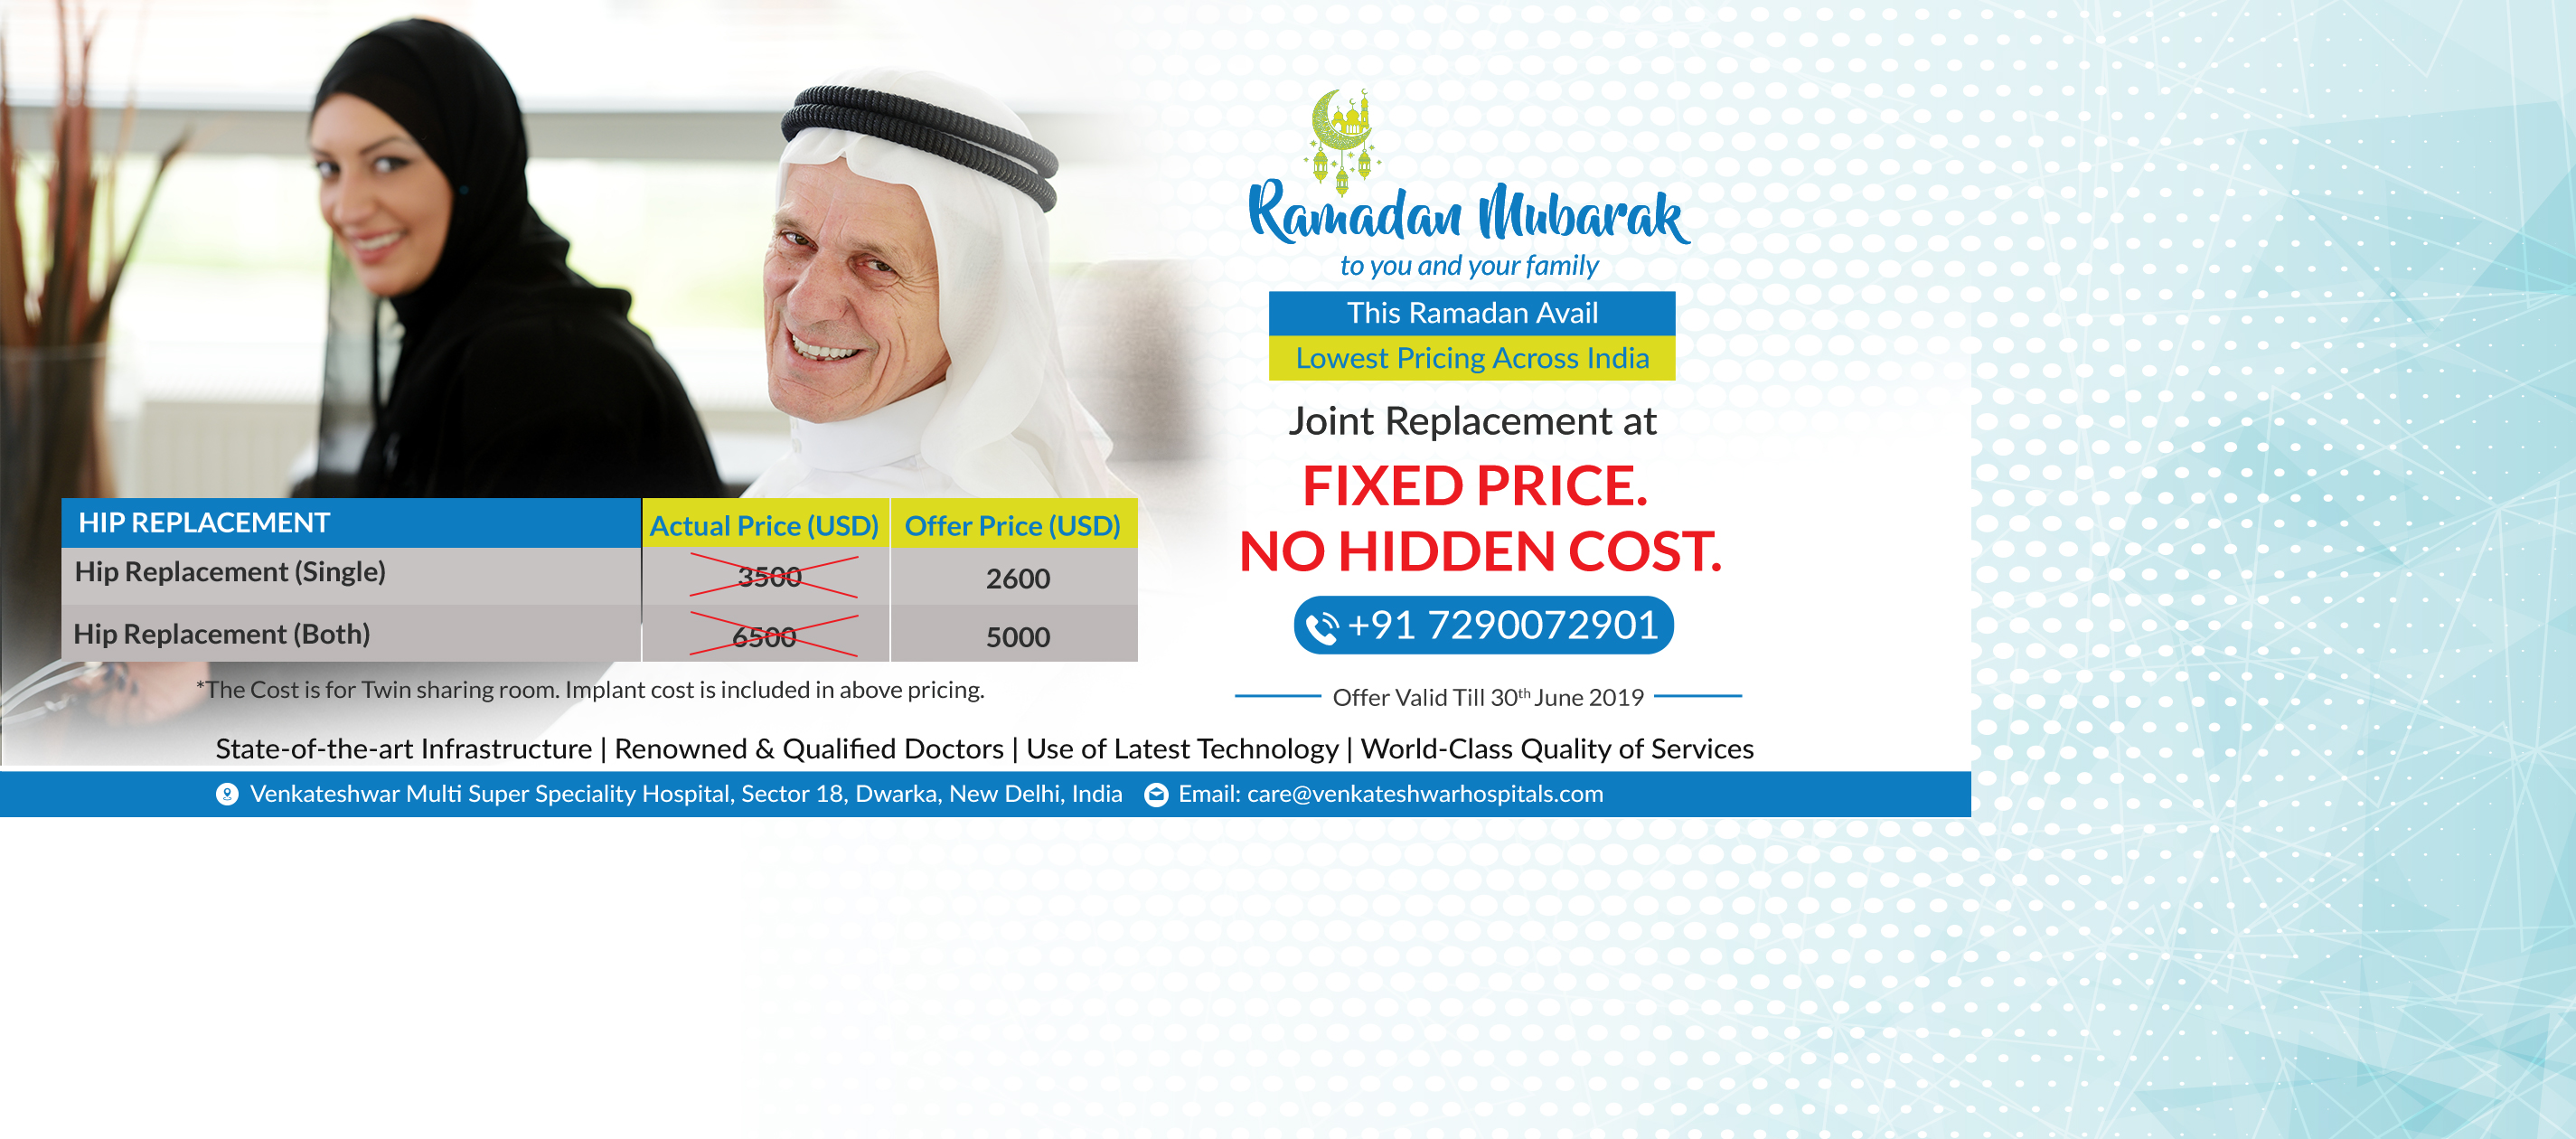 Ramadan Mubarak
to you and your family
This Ramadan Avail
Lowest Pricing Across India
Joint Replacement at
FIXED PRICE.
NO HIDDEN COST.
+91 7290072901
Offer Valid Till 30th June 2019
HIP REPLACEMENT Actual Price (USD) Offer Price (USD)
Hip Replacement (Single) 3500 2600
Hip Replacement (Both) 6500 5000
*The Cost is for Twin sharing room. Implant cost is included in above pricing.
State-of-the-art Infrastructure | Renowned & Qualified Doctors | Use of Latest Technology | World-Class Quality of Services
Venkateshwar Multi Super Speciality Hospital, Sector 18, Dwarka, New Delhi, India Email: care@venkateshwarhospitals.com